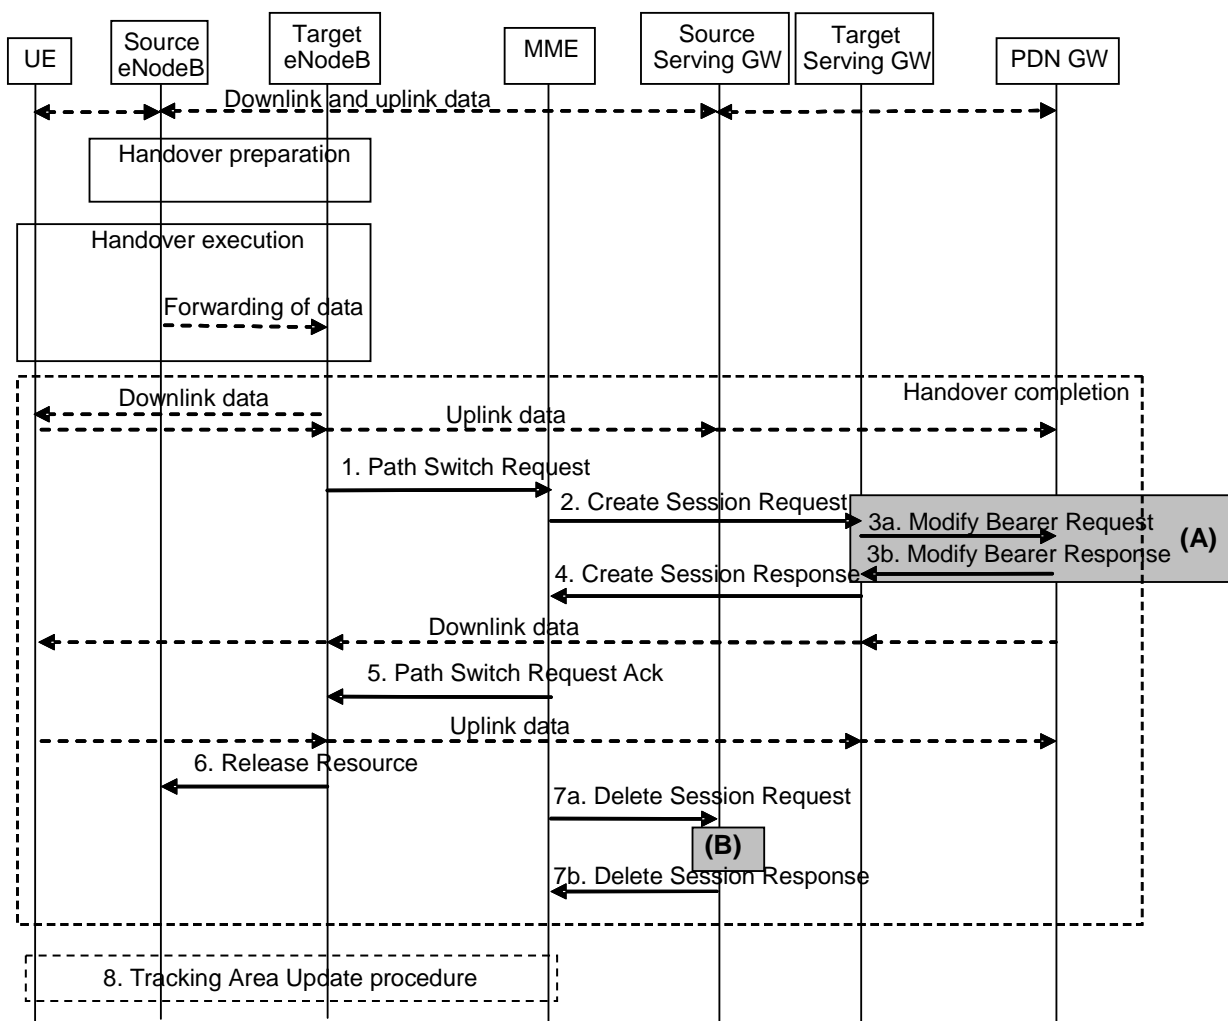 UE
Source
eNodeB
Target
eNodeB
MME
Source
Serving GW
Target
Serving GW
PDN GW
Downlink and uplink data
Handover preparation
Handover execution
Forwarding of data
Handover completion
Downlink data
Uplink data
1. Path Switch Request
2. Create Session Request
3a. Modify Bearer Request
(A)
3b. Modify Bearer Response
4. Create Session Response
Downlink data
5. Path Switch Request Ack
Uplink data
6. Release Resource
7a. Delete Session Request
(B)
7b. Delete Session Response
8. Tracking Area Update procedure